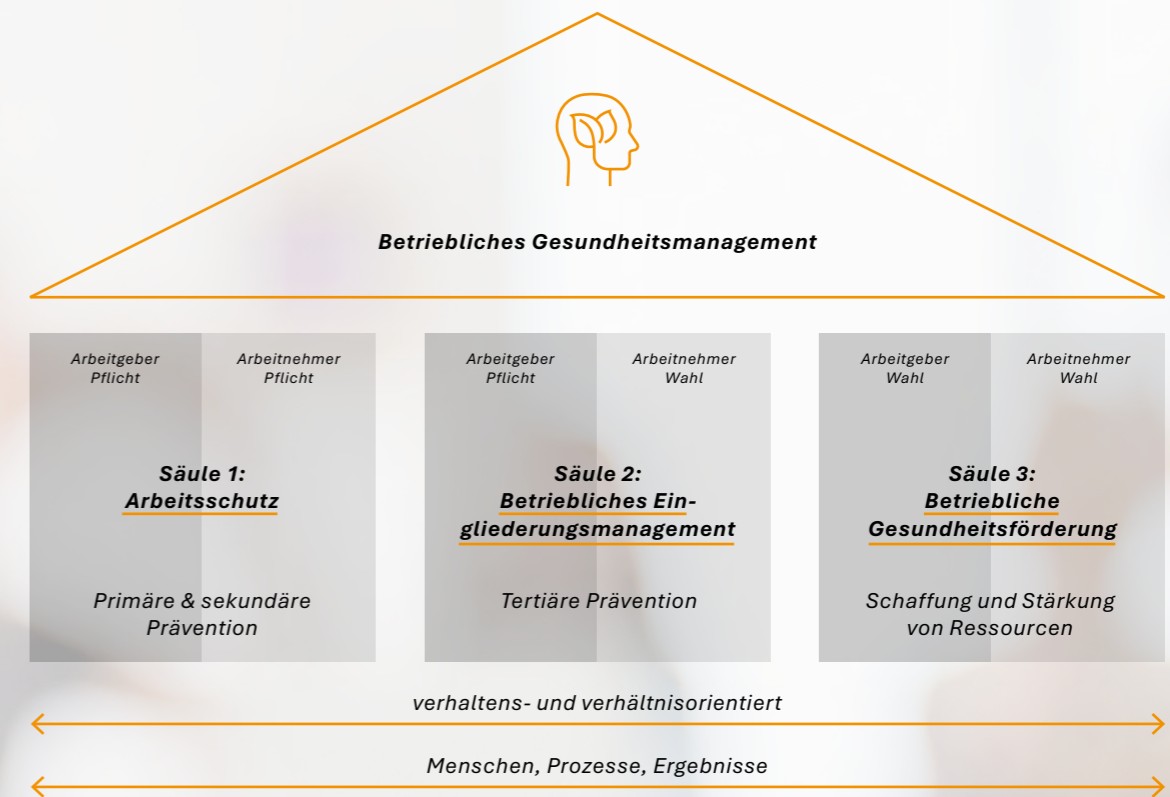 Betriebliches Gesundheitsmanagement
Arbeitgeber
Pflicht
Arbeitnehmer
Pflicht
Säule 1:
Arbeitsschutz
Primäre & sekundäre
Prävention
Arbeitgeber
Pflicht
Arbeitnehmer
Wahl
Säule 2:
Betriebliches Ein-
gliederungsmanagement
Tertiäre Prävention
Arbeitgeber
Wahl
Arbeitnehmer
Wahl
Säule 3:
Betriebliche
Gesundheitsförderung
Schaffung und Stärkung
von Ressourcen
verhaltens- und verhältnisorientiert
Menschen, Prozesse, Ergebnisse